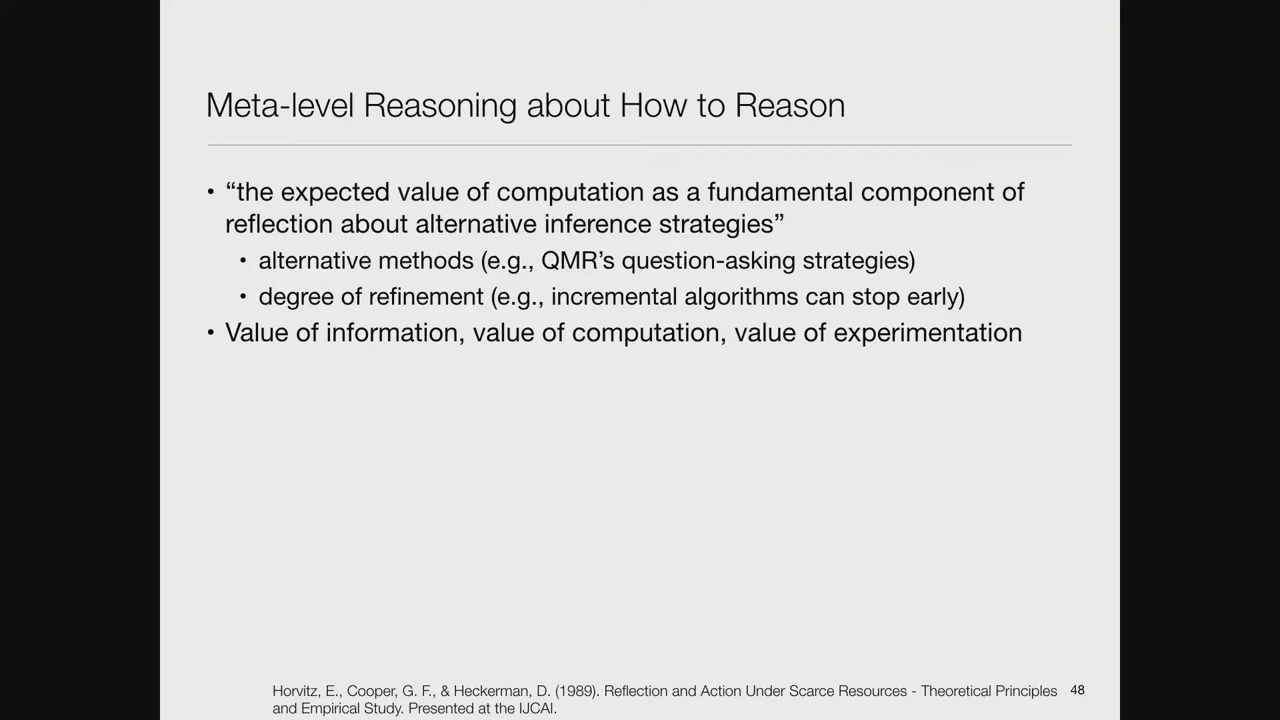 Meta-level Reasoning about How to Reason
• “the expected value of computation as a fundamental component of
reflection about alternative inference strategies”
• alternative methods (e.g., QMR’s question-asking strategies)
• degree of refinement (e.g., incremental algorithms can stop early)
• Value of information, value of computation, value of experimentation
Horvitz, E., Cooper, G. F., & Heckerman, D. (1989). Reflection and Action Under Scarce Resources - Theoretical Principles 48
and Empirical Study. Presented at the IJCAI.